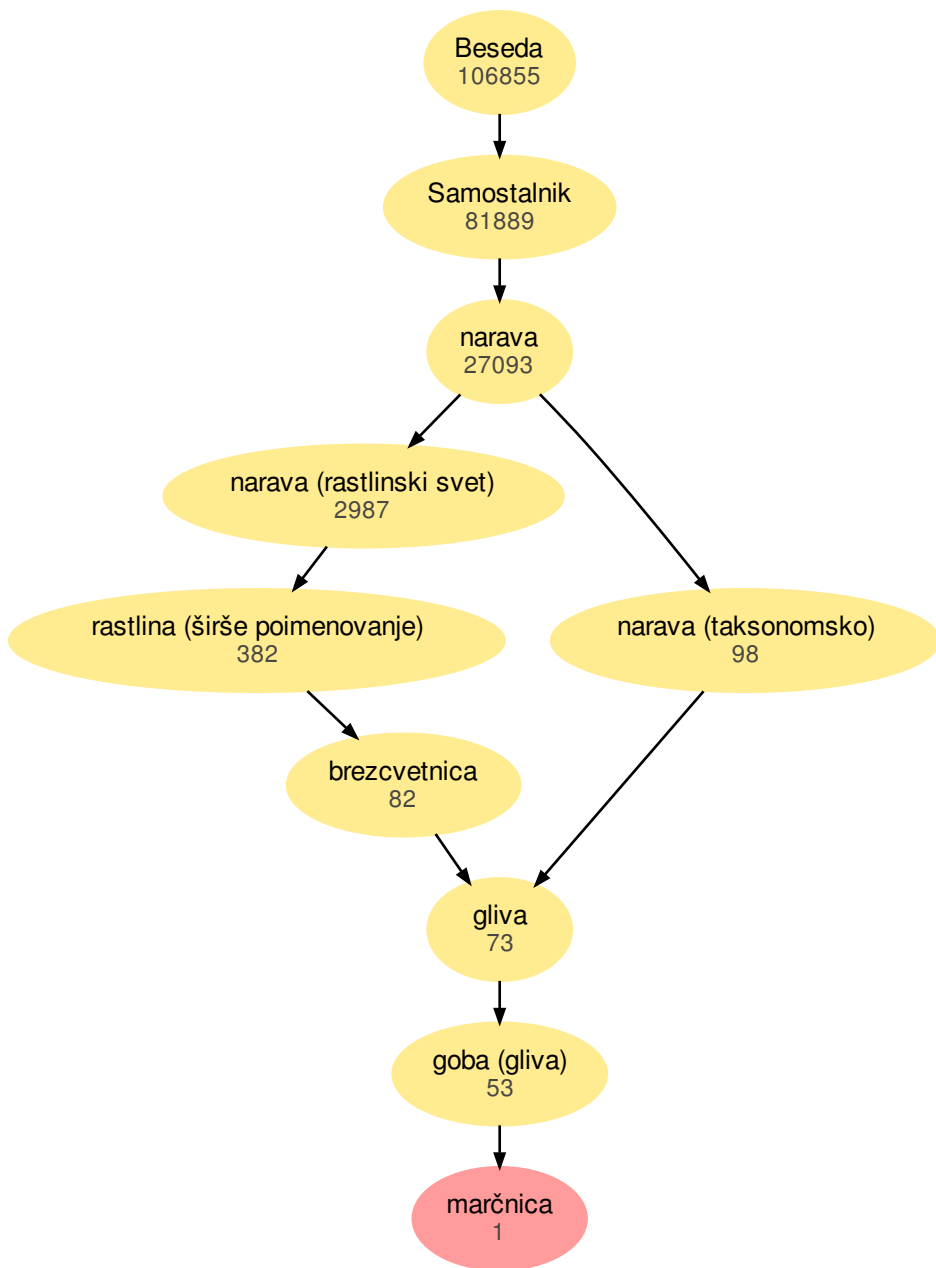 Beseda
106855
Samostalnik
81889
narava
27093
narava (rastlinski svet)
2987
rastlina (širše poimenovanje)
382
narava (taksonomsko)
98
brezcvetnica
82
gliva
73
goba (gliva)
53
marčnica
1